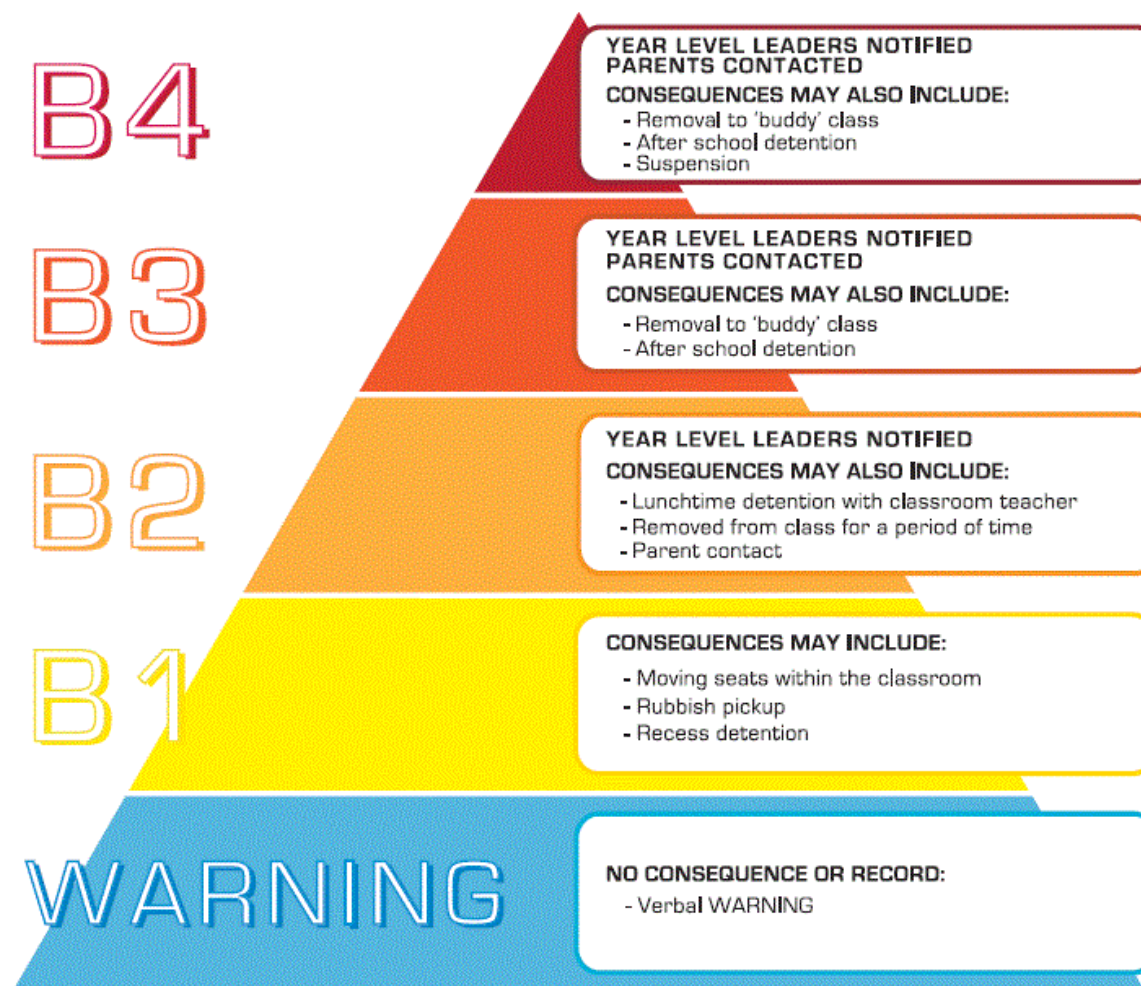 B4
YEAR LEVEL LEADERS NOTIFIED
PARENTS CONTACTED
CONSEQUENCES MAY ALSO INCLUDE:
- Removal to ‘buddy’ class
- After school detention
- Suspension
B3
YEAR LEVEL LEADERS NOTIFIED
PARENTS CONTACTED
CONSEQUENCES MAY ALSO INCLUDE:
- Removal to ‘buddy’ class
- After school detention
B2
YEAR LEVEL LEADERS NOTIFIED
CONSEQUENCES MAY ALSO INCLUDE:
- Lunchtime detention with classroom teacher
- Removed from class for a period of time
- Parent contact
B1
CONSEQUENCES MAY INCLUDE:
- Moving seats within the classroom
- Rubbish pickup
- Recess detention
WARNING
NO CONSEQUENCE OR RECORD:
- Verbal WARNING